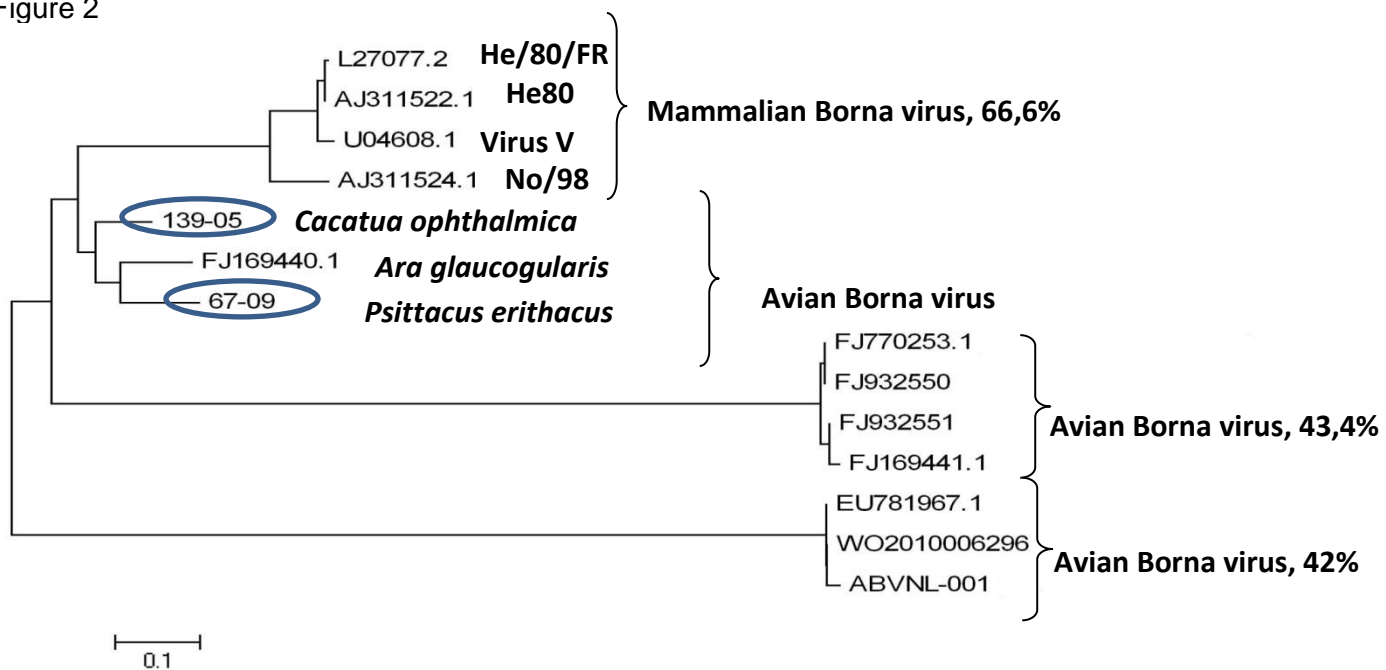 Figure 2
L27077.2 He/80/FR
AJ311522.1 He80
Mammalian Borna virus, 66,6%
U04608.1 Virus V
AJ311524.1 No/98
139-05 Cacatua ophthalmica
FJ169440.1 Ara glaucogularis
67-09 Psittacus erithacus
Avian Borna virus
FJ770253.1
FJ932550
FJ932551
Avian Borna virus, 43,4%
FJ169441.1
EU781967.1
WO2010006296
Avian Borna virus, 42%
ABVNL-001
0.1